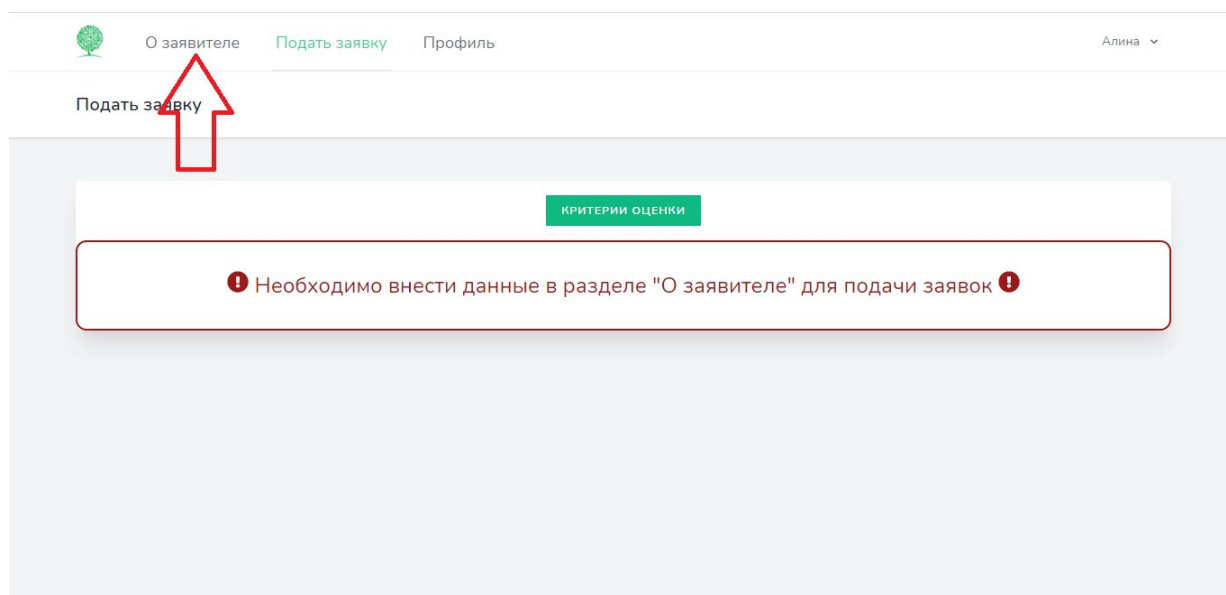 О заявителе Подать заявку Профиль Алина
Подать заявку
КРИТЕРИИ ОЦЕНКИ
Необходимо внести данные в разделе "О заявителе" для подачи заявок